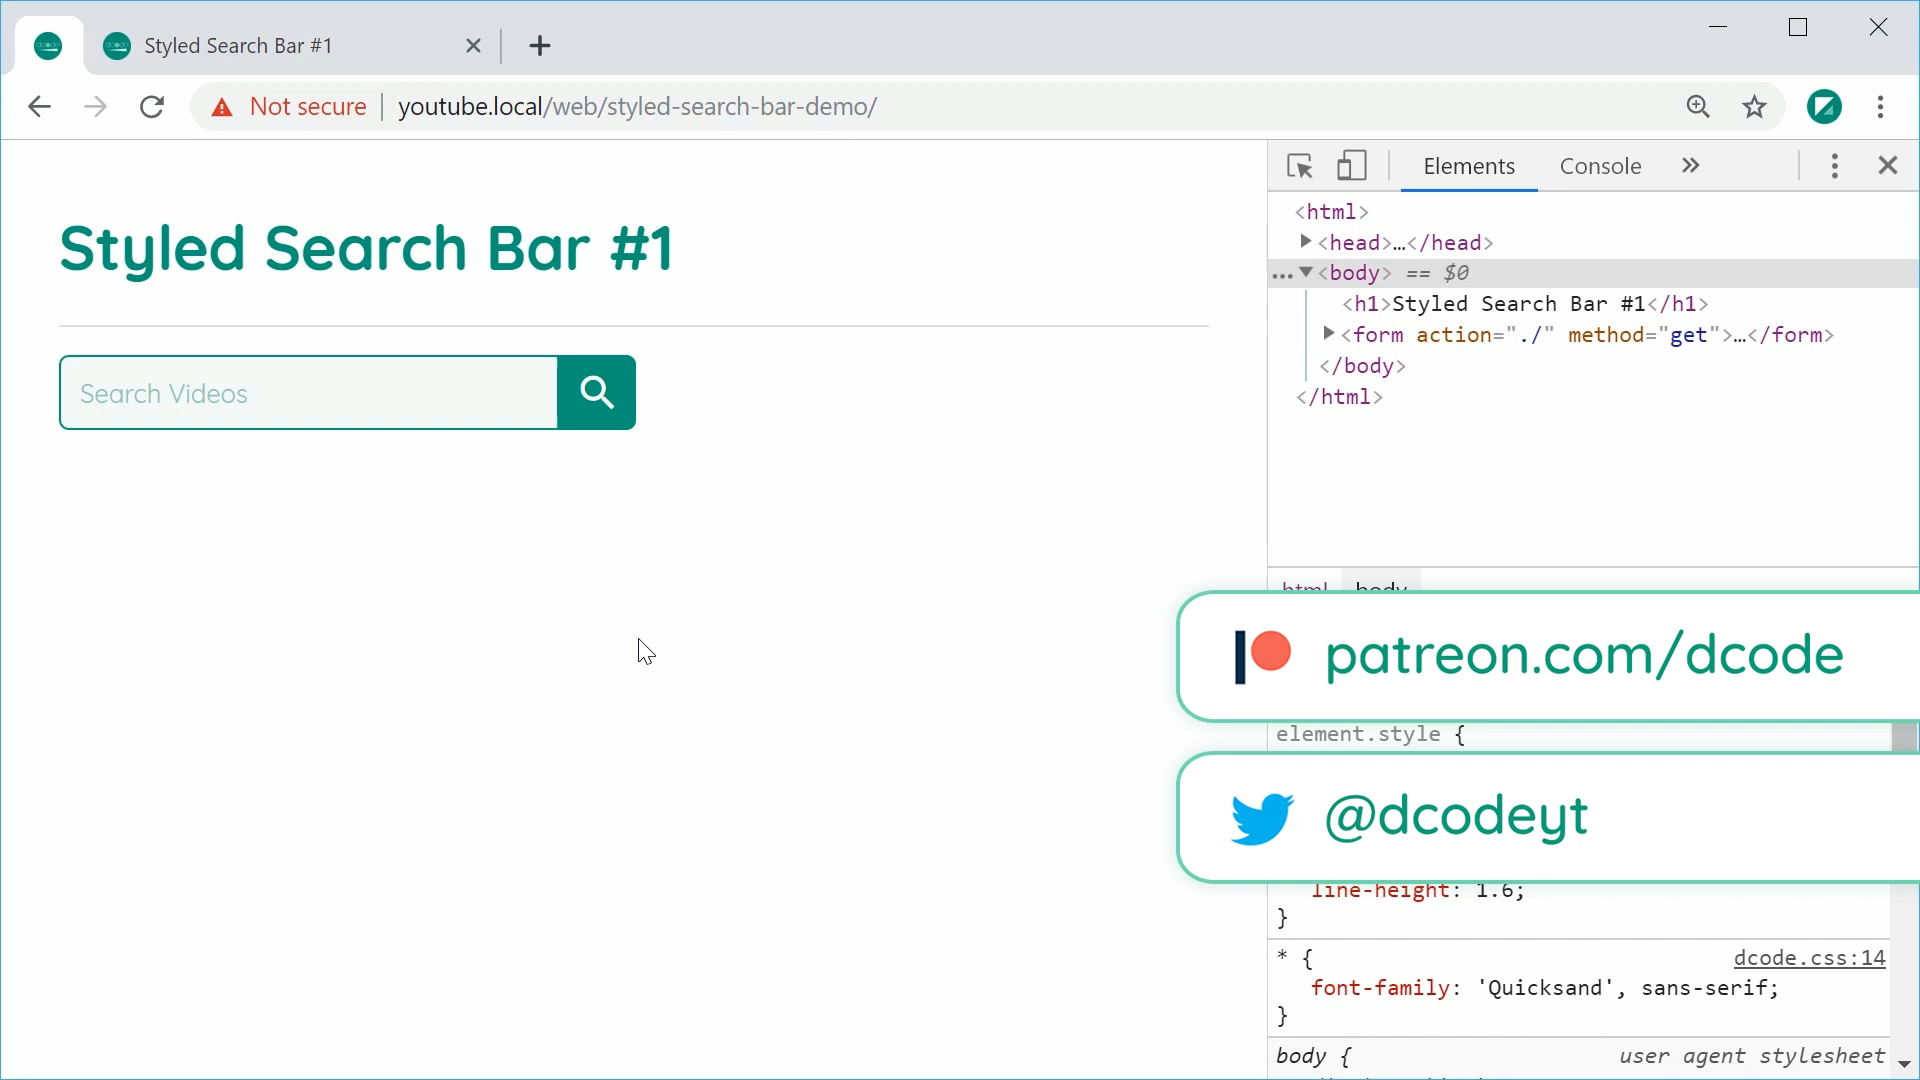 Styled Search Bar #1
Not secure
youtube.local/web/styled-search-bar-demo/
Styled Search Bar #1
Search Videos
Elements
Console
<html>
<head>…</head>
<body> == $0
<h1>Styled Search Bar #1</h1>
<form action="./" method="get">…</form>
</body>
</html>
html body
patreon.com/dcode
element.style {
@dcodeyt
line-height: 1.6;
}
* {
dcode.css:14
font-family: 'Quicksand', sans-serif;
}
body {
user agent stylesheet